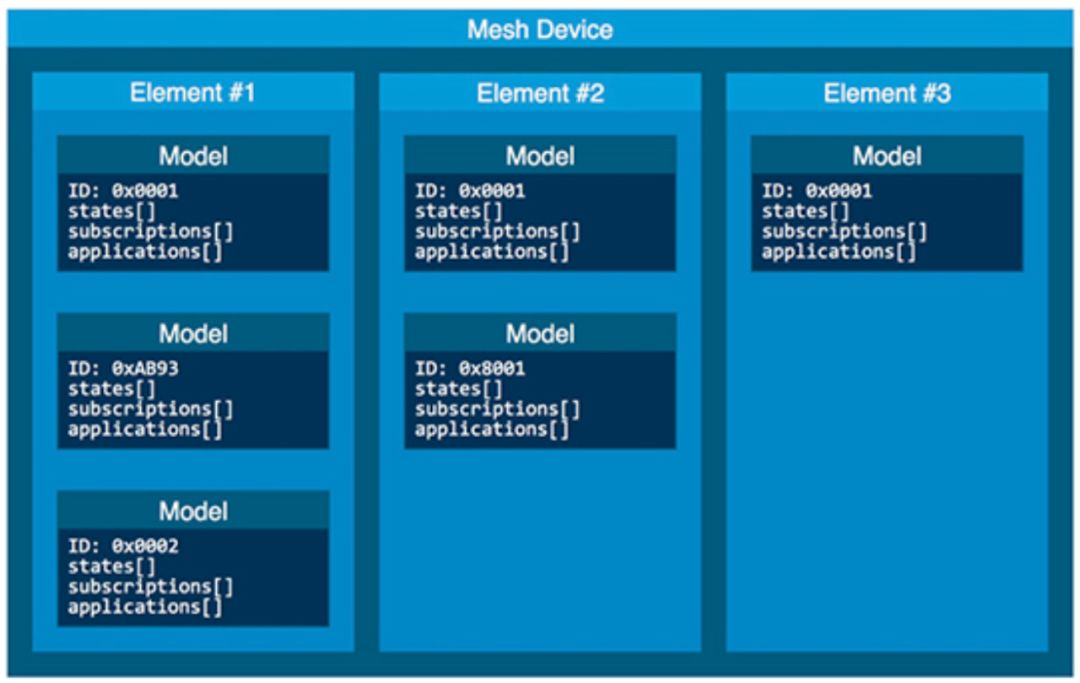 Mesh Device
Element #1
Model
ID: 0x0001
states[]
subscriptions[]
applications[]
Model
ID: 0xAB93
states[]
subscriptions[]
applications[]
Model
ID: 0x0002
states[]
subscriptions[]
applications[]
Element #2
Model
ID: 0x0001
states[]
subscriptions[]
applications[]
Model
ID: 0x8001
states[]
subscriptions[]
applications[]
Element #3
Model
ID: 0x0001
states[]
subscriptions[]
applications[]